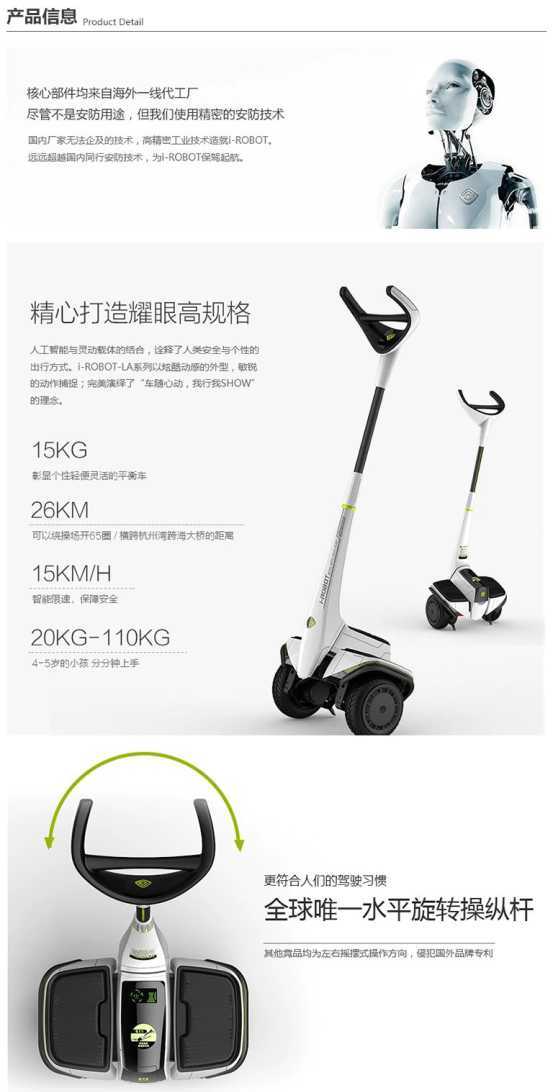 产品信息 Product Detail
核心部件均来自海外一线代工厂
尽管不是安防用途，但我们使用精密的安防技术
国内厂家无法企及的技术，高精密工业技术造就i-ROBOT。
远远超越国内同行安防技术，为i-ROBOT保驾起航。
精心打造耀眼高规格
人工智能与灵动载体的结合，诠释了人类安全与个性的
出行方式。i-ROBOT-LA系列以炫酷动感的外型，敏锐
的动作捕捉；完美演绎了“车随心动，我行我SHOW”
的理念。
15KG
彰显个性轻便灵活的平衡车
26KM
可以绕操场开65圈 / 横跨杭州湾跨海大桥的距离
15KM/H
智能限速、保障安全
20KG-110KG
4-5岁的小孩 分分钟上手
i-ROBOT
更符合人们的驾驶习惯
全球唯一水平旋转操纵杆
其他竞品均为左右摇摆式操作方向，侵犯国外品牌专利